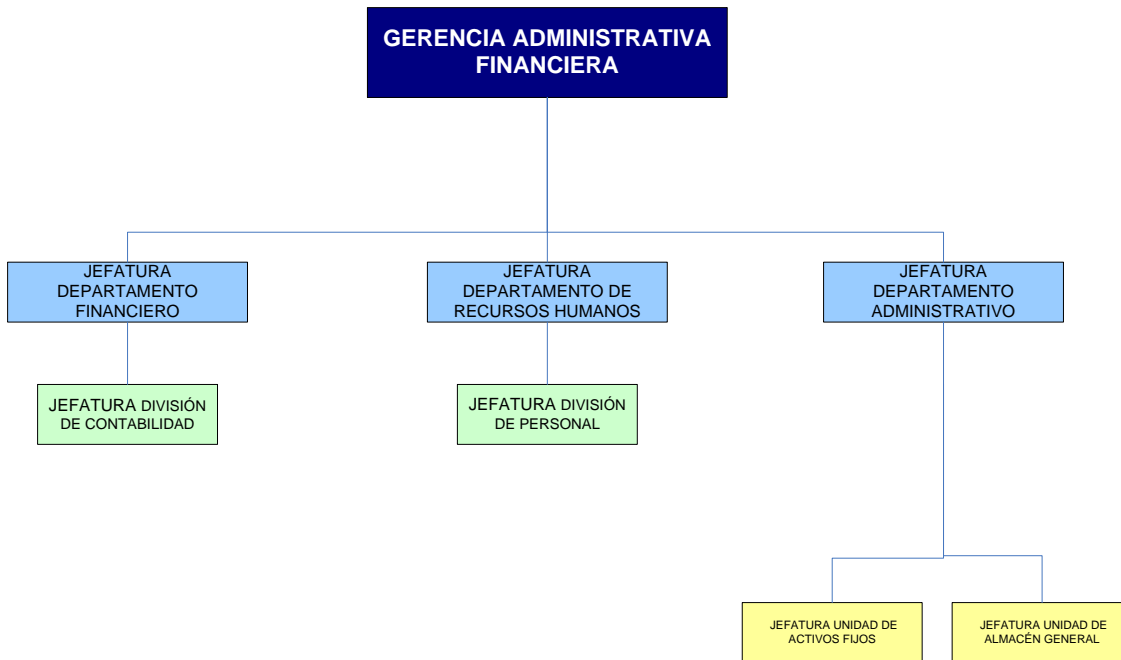 GERENCIA ADMINISTRATIVA
FINANCIERA
JEFATURA
DEPARTAMENTO
FINANCIERO
JEFATURA
DEPARTAMENTO DE
RECURSOS HUMANOS
JEFATURA
DEPARTAMENTO
ADMINISTRATIVO
JEFATURA DIVISIÓN
DE CONTABILIDAD
JEFATURA DIVISIÓN
DE PERSONAL
JEFATURA UNIDAD DE
ACTIVOS FIJOS
JEFATURA UNIDAD DE
ALMACÉN GENERAL